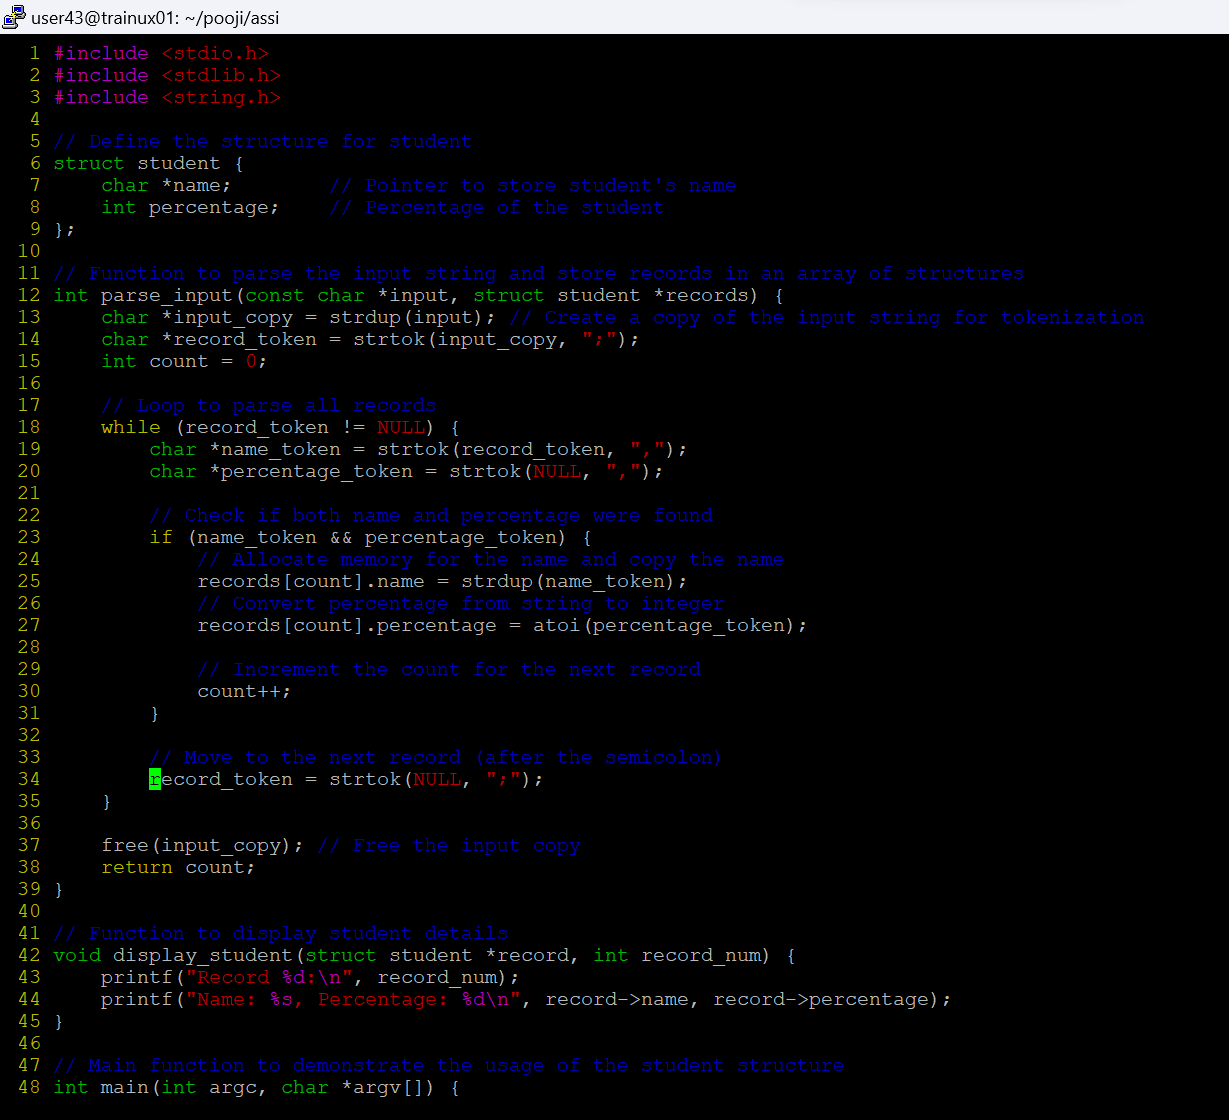 user43@trainux01: ~/pooji/assi
1 #include <stdio.h>
2 #include <stdlib.h>
3 #include <string.h>
4
5 // Define the structure for student
6 struct student {
7     char *name;        // Pointer to store student's name
8     int percentage;    // Percentage of the student
9 };
10
11 // Function to parse the input string and store records in an array of structures
12 int parse_input(const char *input, struct student *records) {
13     char *input_copy = strdup(input); // Create a copy of the input string for tokenization
14     char *record_token = strtok(input_copy, ";");
15     int count = 0;
16
17     // Loop to parse all records
18     while (record_token != NULL) {
19         char *name_token = strtok(record_token, ",");
20         char *percentage_token = strtok(NULL, ",");
21
22         // Check if both name and percentage were found
23         if (name_token && percentage_token) {
24             // Allocate memory for the name and copy the name
25             records[count].name = strdup(name_token);
26             // Convert percentage from string to integer
27             records[count].percentage = atoi(percentage_token);
28
29             // Increment the count for the next record
30             count++;
31         }
32
33         // Move to the next record (after the semicolon)
34         record_token = strtok(NULL, ";");
35     }
36
37     free(input_copy); // Free the input copy
38     return count;
39 }
40
41 // Function to display student details
42 void display_student(struct student *record, int record_num) {
43     printf("Record %d:\n", record_num);
44     printf("Name: %s, Percentage: %d\n", record->name, record->percentage);
45 }
46
47 // Main function to demonstrate the usage of the student structure
48 int main(int argc, char *argv[]) {